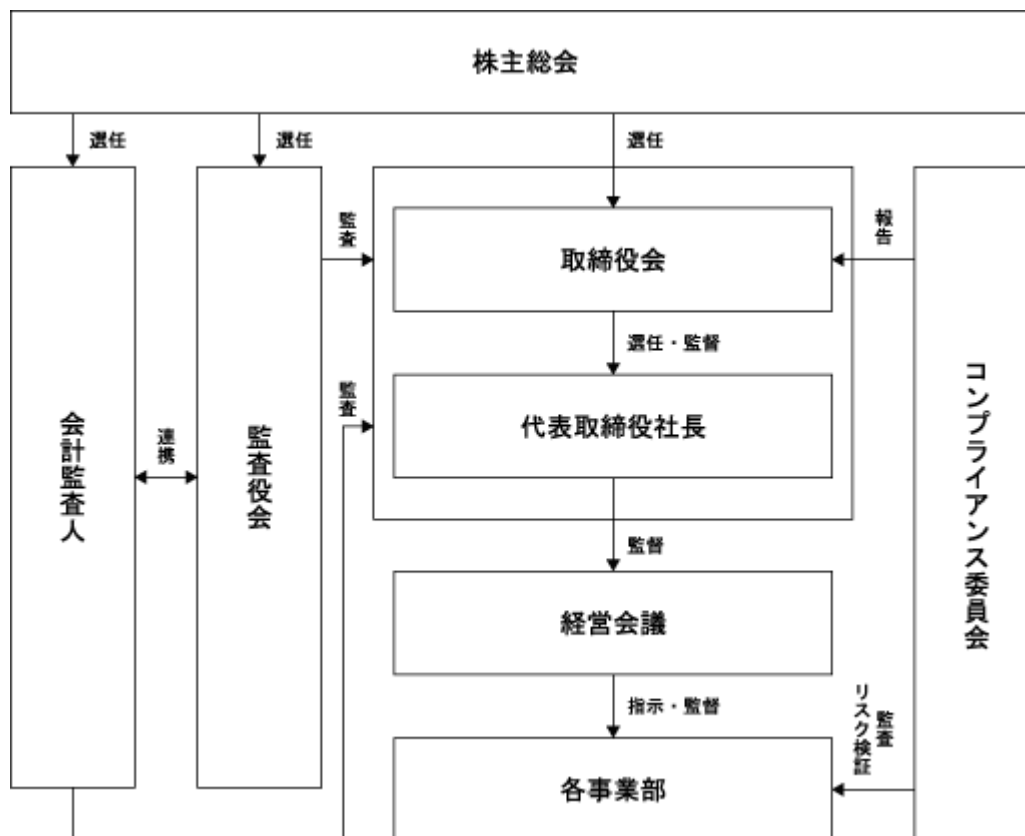 株主総会
選任
選任
選任
監査
報告
取締役会
選任・監督
監査
代表取締役社長
会計監査人
連携
監査役会
コンプライアンス委員会
監督
経営会議
指示・監督
監査
リスク検証
各事業部